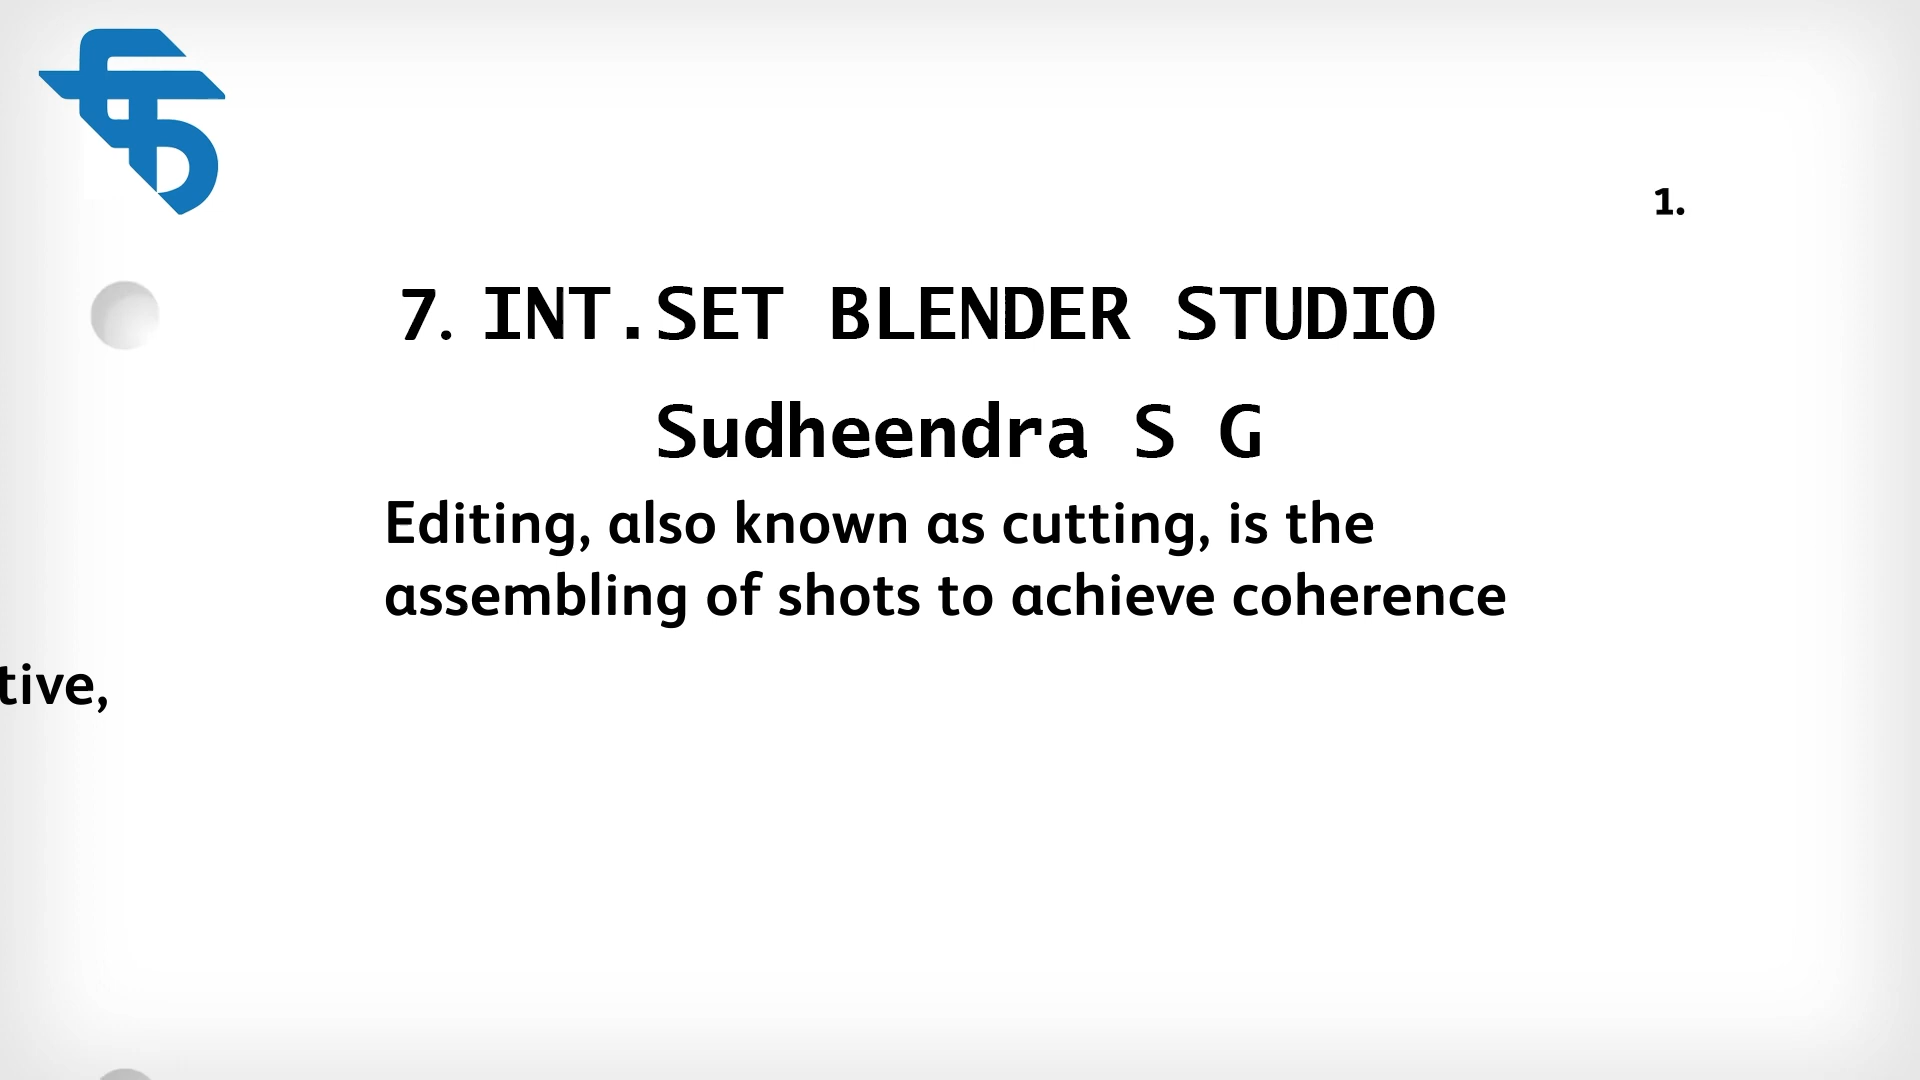 1.
7. INT.SET BLENDER STUDIO
Sudheendra S G
Editing, also known as cutting, is the
assembling of shots to achieve coherence
tive,